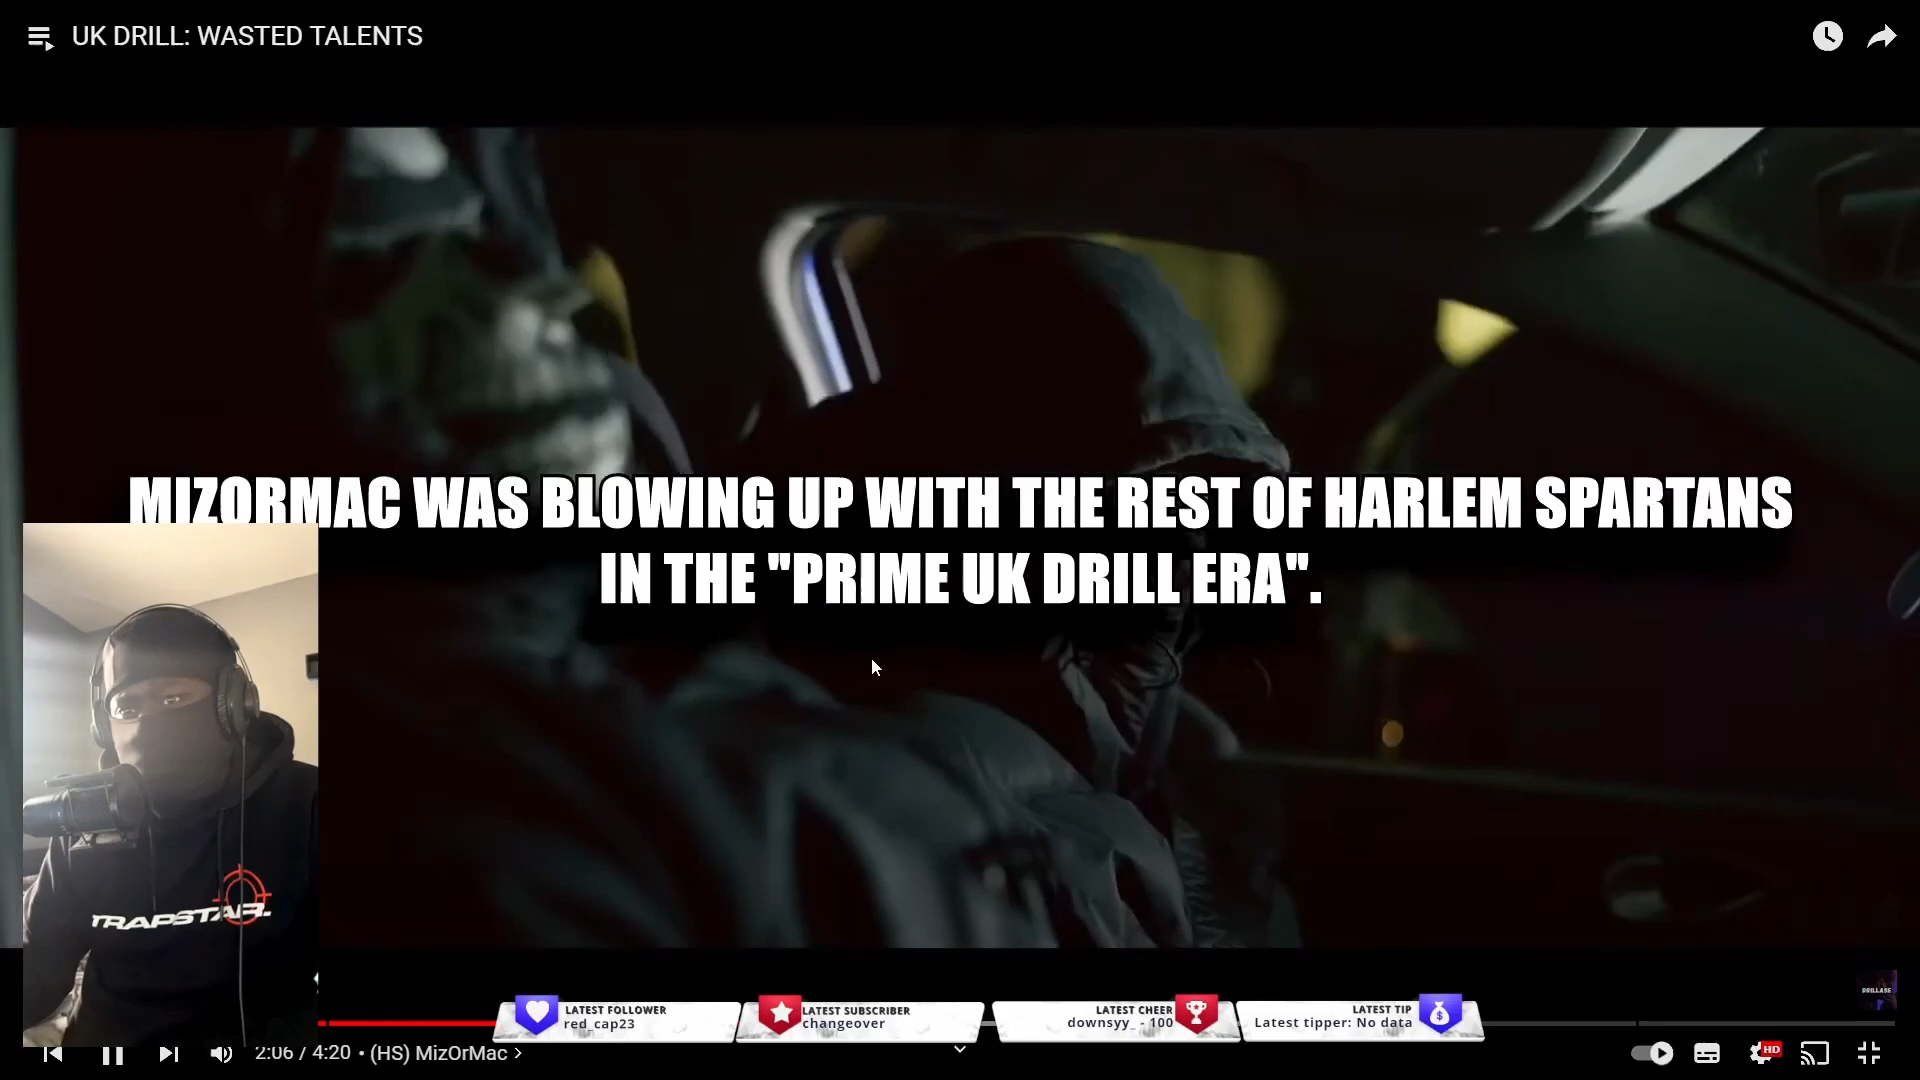 UK DRILL: WASTED TALENTS
MIZORMAC WAS BLOWING UP WITH THE REST OF HARLEM SPARTANS
IN THE "PRIME UK DRILL ERA".
TRAPSTAR.
DRILLABE
LATEST FOLLOWER
red_cap23
LATEST SUBSCRIBER
changeover
LATEST CHEER
downsyy_ - 100
LATEST TIP
Latest tipper: No data
2:06 / 4:20 • (HS) MizOrMac >
HD